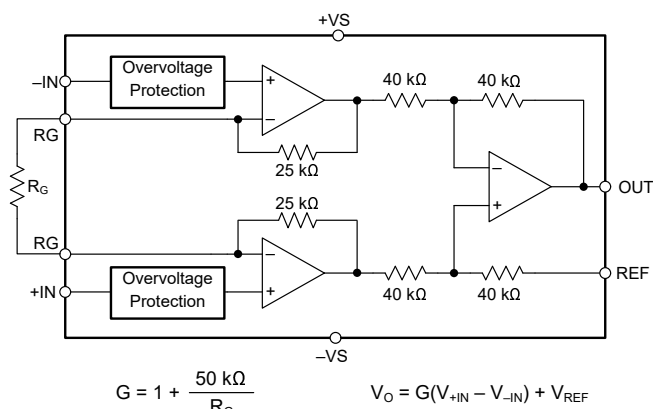 +VS
–IN
Overvoltage
Protection
+
–
40 kΩ
40 kΩ
RG
25 kΩ
RG
–
+
OUT
25 kΩ
RG
–
+
+IN
Overvoltage
Protection
40 kΩ
40 kΩ
REF
–VS
G = 1 + 50 kΩ / RG
VO = G(V+IN – V–IN) + VREF